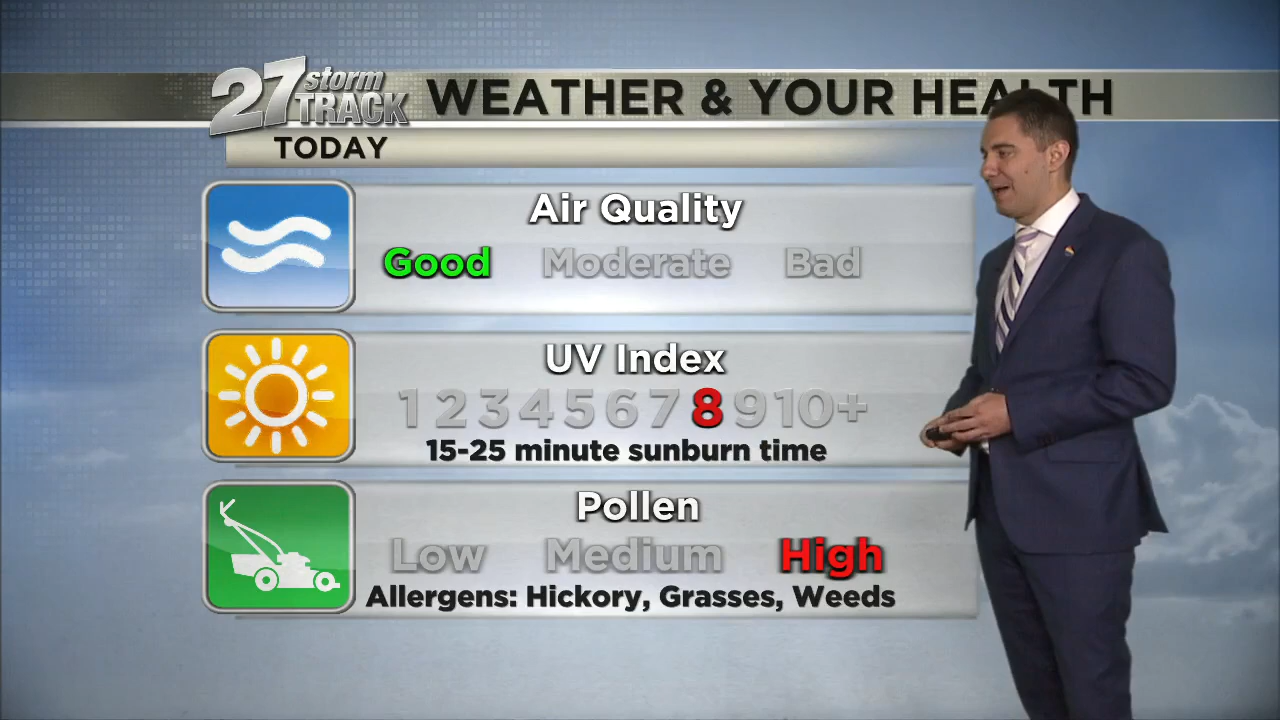 27 storm TRACK WEATHER & YOUR HEALTH
TODAY
Air Quality
Good Moderate Bad
UV Index
1 2 3 4 5 6 7 8 9 10+
15-25 minute sunburn time
Pollen
Low Medium High
Allergens: Hickory, Grasses, Weeds